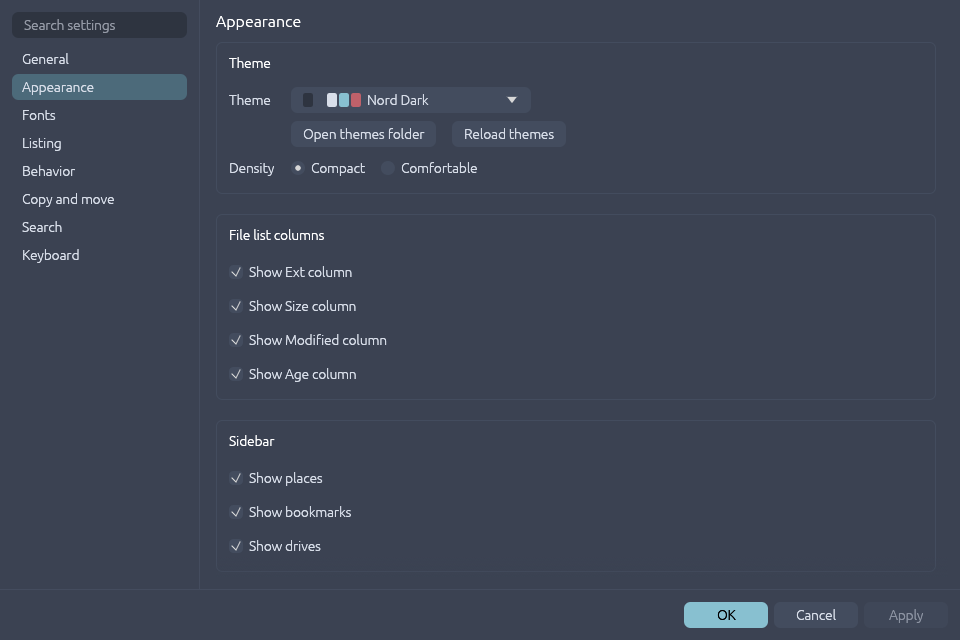 Search settings
General
Appearance
Fonts
Listing
Behavior
Copy and move
Search
Keyboard
Appearance
Theme
Theme Nord Dark
Open themes folder Reload themes
Density Compact Comfortable
File list columns
Show Ext column
Show Size column
Show Modified column
Show Age column
Sidebar
Show places
Show bookmarks
Show drives
OK Cancel Apply